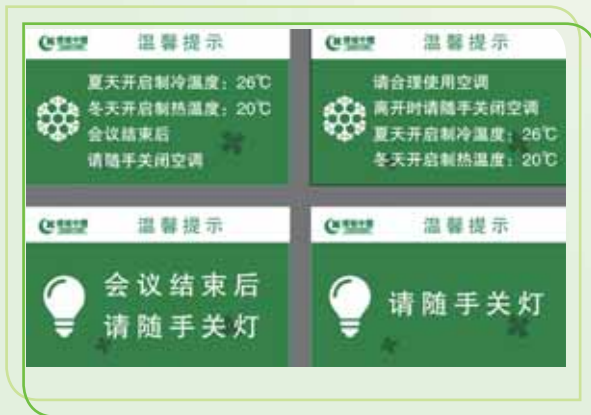 温馨提示
夏天开启制冷温度：26℃
冬天开启制热温度：20℃
会议结束后
请随手关闭空调
温馨提示
请合理使用空调
离开时请随手关闭空调
夏天开启制冷温度：26℃
冬天开启制热温度：20℃
温馨提示
会议结束后
请随手关灯
温馨提示
请随手关灯